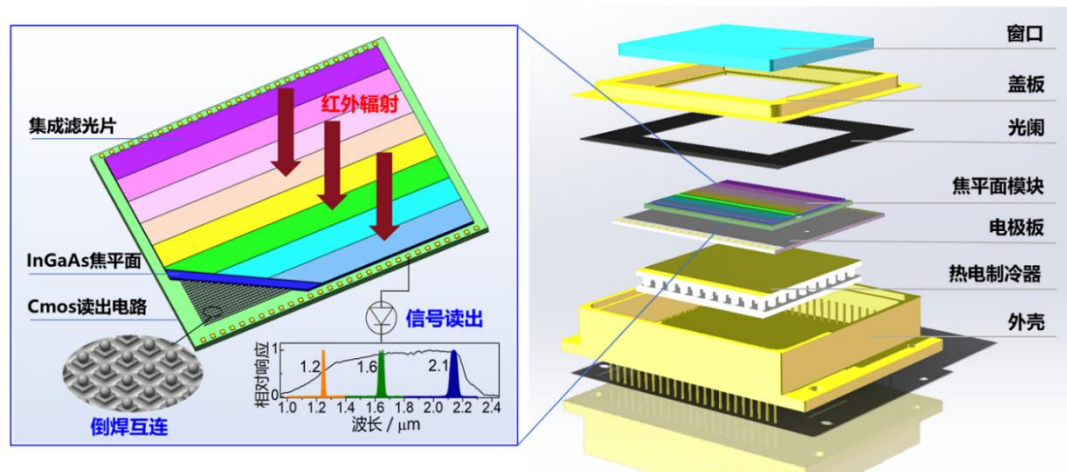 集成滤光片
红外辐射
InGaAs焦平面
Cmos读出电路
倒焊互连
信号读出
相对响应
1
0
1.2
1.6
2.1
1.0 1.2 1.4 1.6 1.8 2.0 2.2 2.4
波长 / μm
窗口
盖板
光阑
焦平面模块
电极板
热电制冷器
外壳